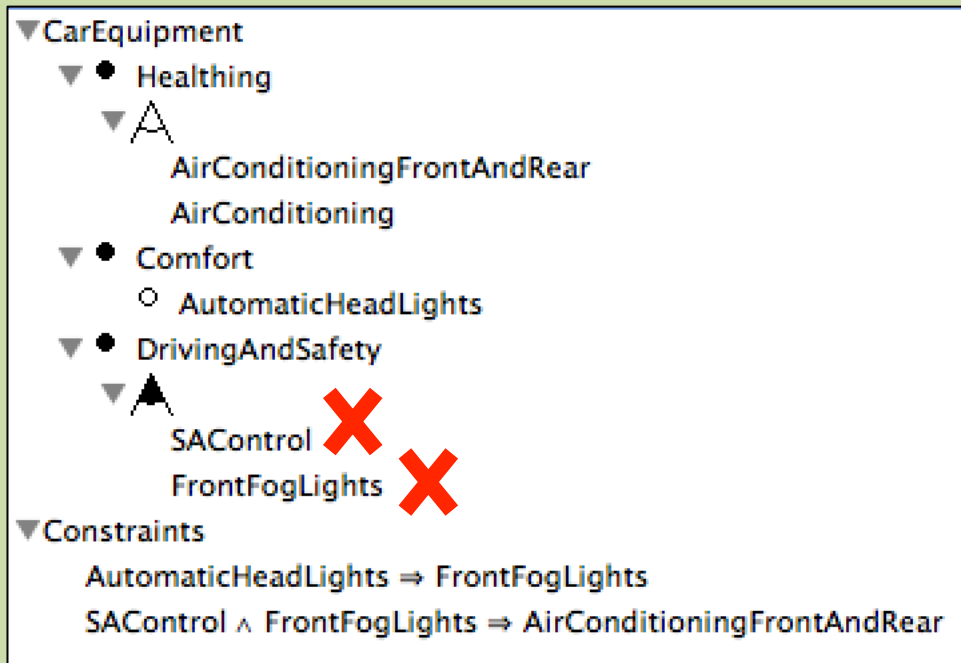 CarEquipment
Healthing
AirConditioningFrontAndRear
AirConditioning
Comfort
AutomaticHeadLights
DrivingAndSafety
SAControl
FrontFogLights
Constraints
AutomaticHeadLights ⇒ FrontFogLights
SAControl ∧ FrontFogLights ⇒ AirConditioningFrontAndRear